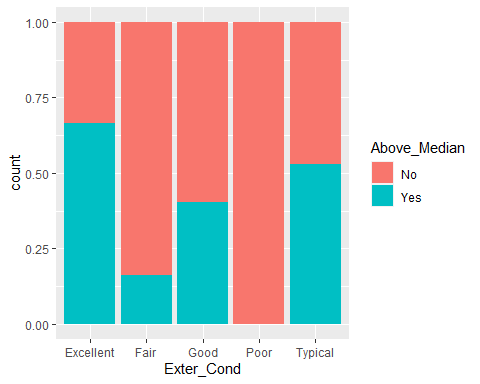 1.00
0.75
0.50
0.25
0.00
count
Excellent Fair Good Poor Typical
Exter_Cond
Above_Median
No
Yes